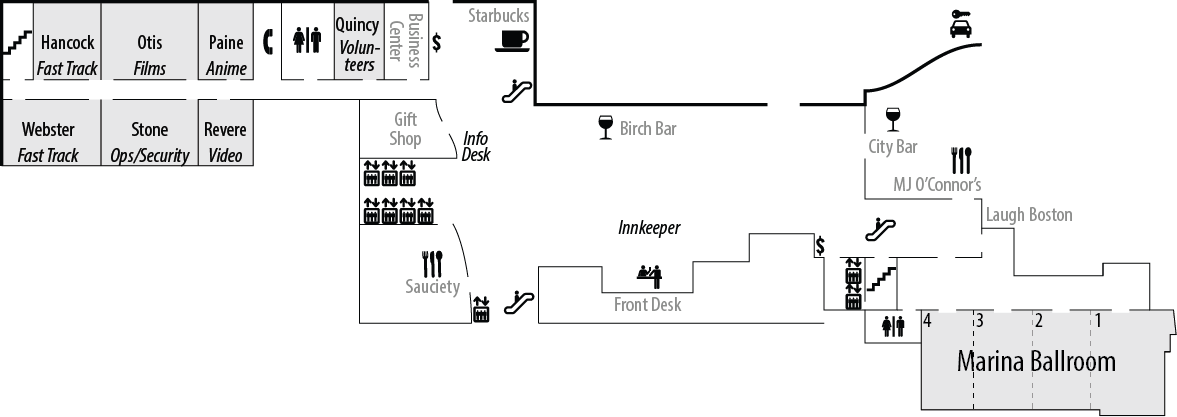 Hancock
Fast Track
Otis
Films
Paine
Anime
Quincy
Volun-
teers
Business
Center
$
Starbucks
Webster
Fast Track
Stone
Ops/Security
Revere
Video
Gift
Shop
Info
Desk
Birch Bar
City Bar
MJ O’Connor’s
Laugh Boston
Innkeeper
$
Sauciety
Front Desk
4
3
2
1
Marina Ballroom